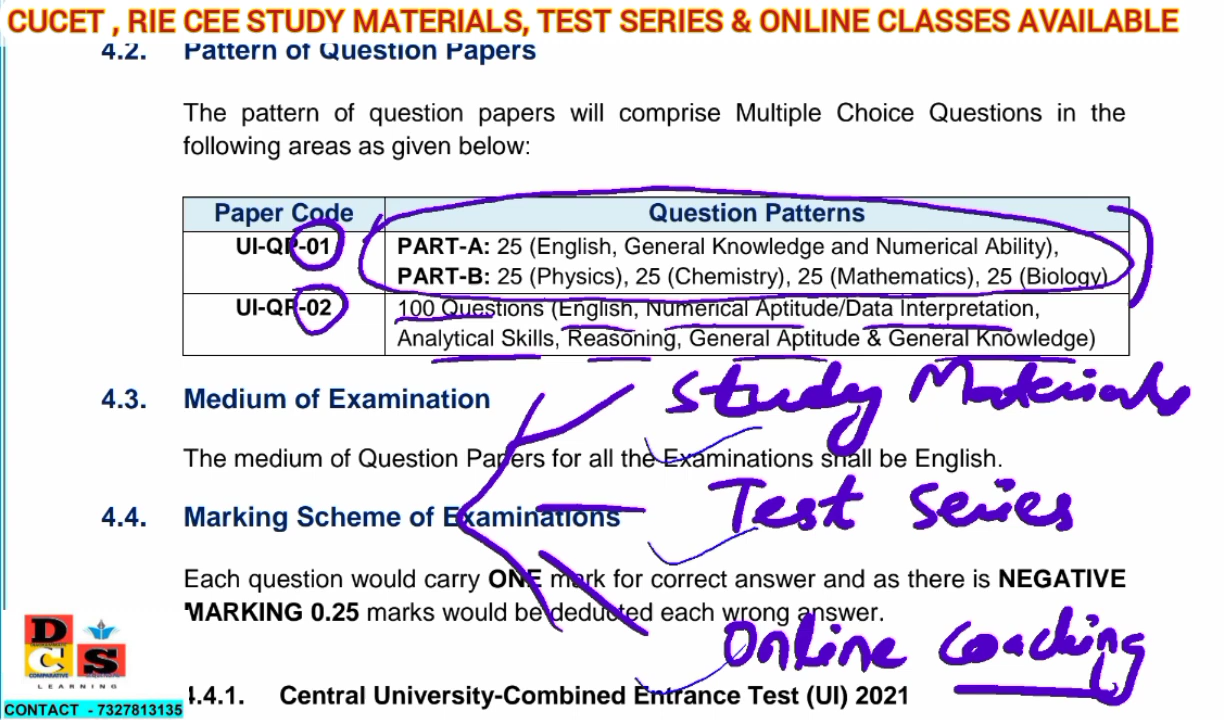 CUCET , RIE CEE STUDY MATERIALS, TEST SERIES & ONLINE CLASSES AVAILABLE
4.2. Pattern of Question Papers
The pattern of question papers will comprise Multiple Choice Questions in the
following areas as given below:
Paper Code Question Patterns
UI-QP-01 PART-A: 25 (English, General Knowledge and Numerical Ability),
PART-B: 25 (Physics), 25 (Chemistry), 25 (Mathematics), 25 (Biology)
UI-QP-02 100 Questions (English, Numerical Aptitude/Data Interpretation,
Analytical Skills, Reasoning, General Aptitude & General Knowledge)
Study Materials
4.3. Medium of Examination
The medium of Question Papers for all the Examinations shall be English.
Test Series
4.4. Marking Scheme of Examinations
Each question would carry ONE mark for correct answer and as there is NEGATIVE
MARKING 0.25 marks would be deducted each wrong answer.
Online Coaching
4.4.1. Central University-Combined Entrance Test (UI) 2021
D
C S
COMPARATIVE
LEARNING
CONTACT - 7327813135